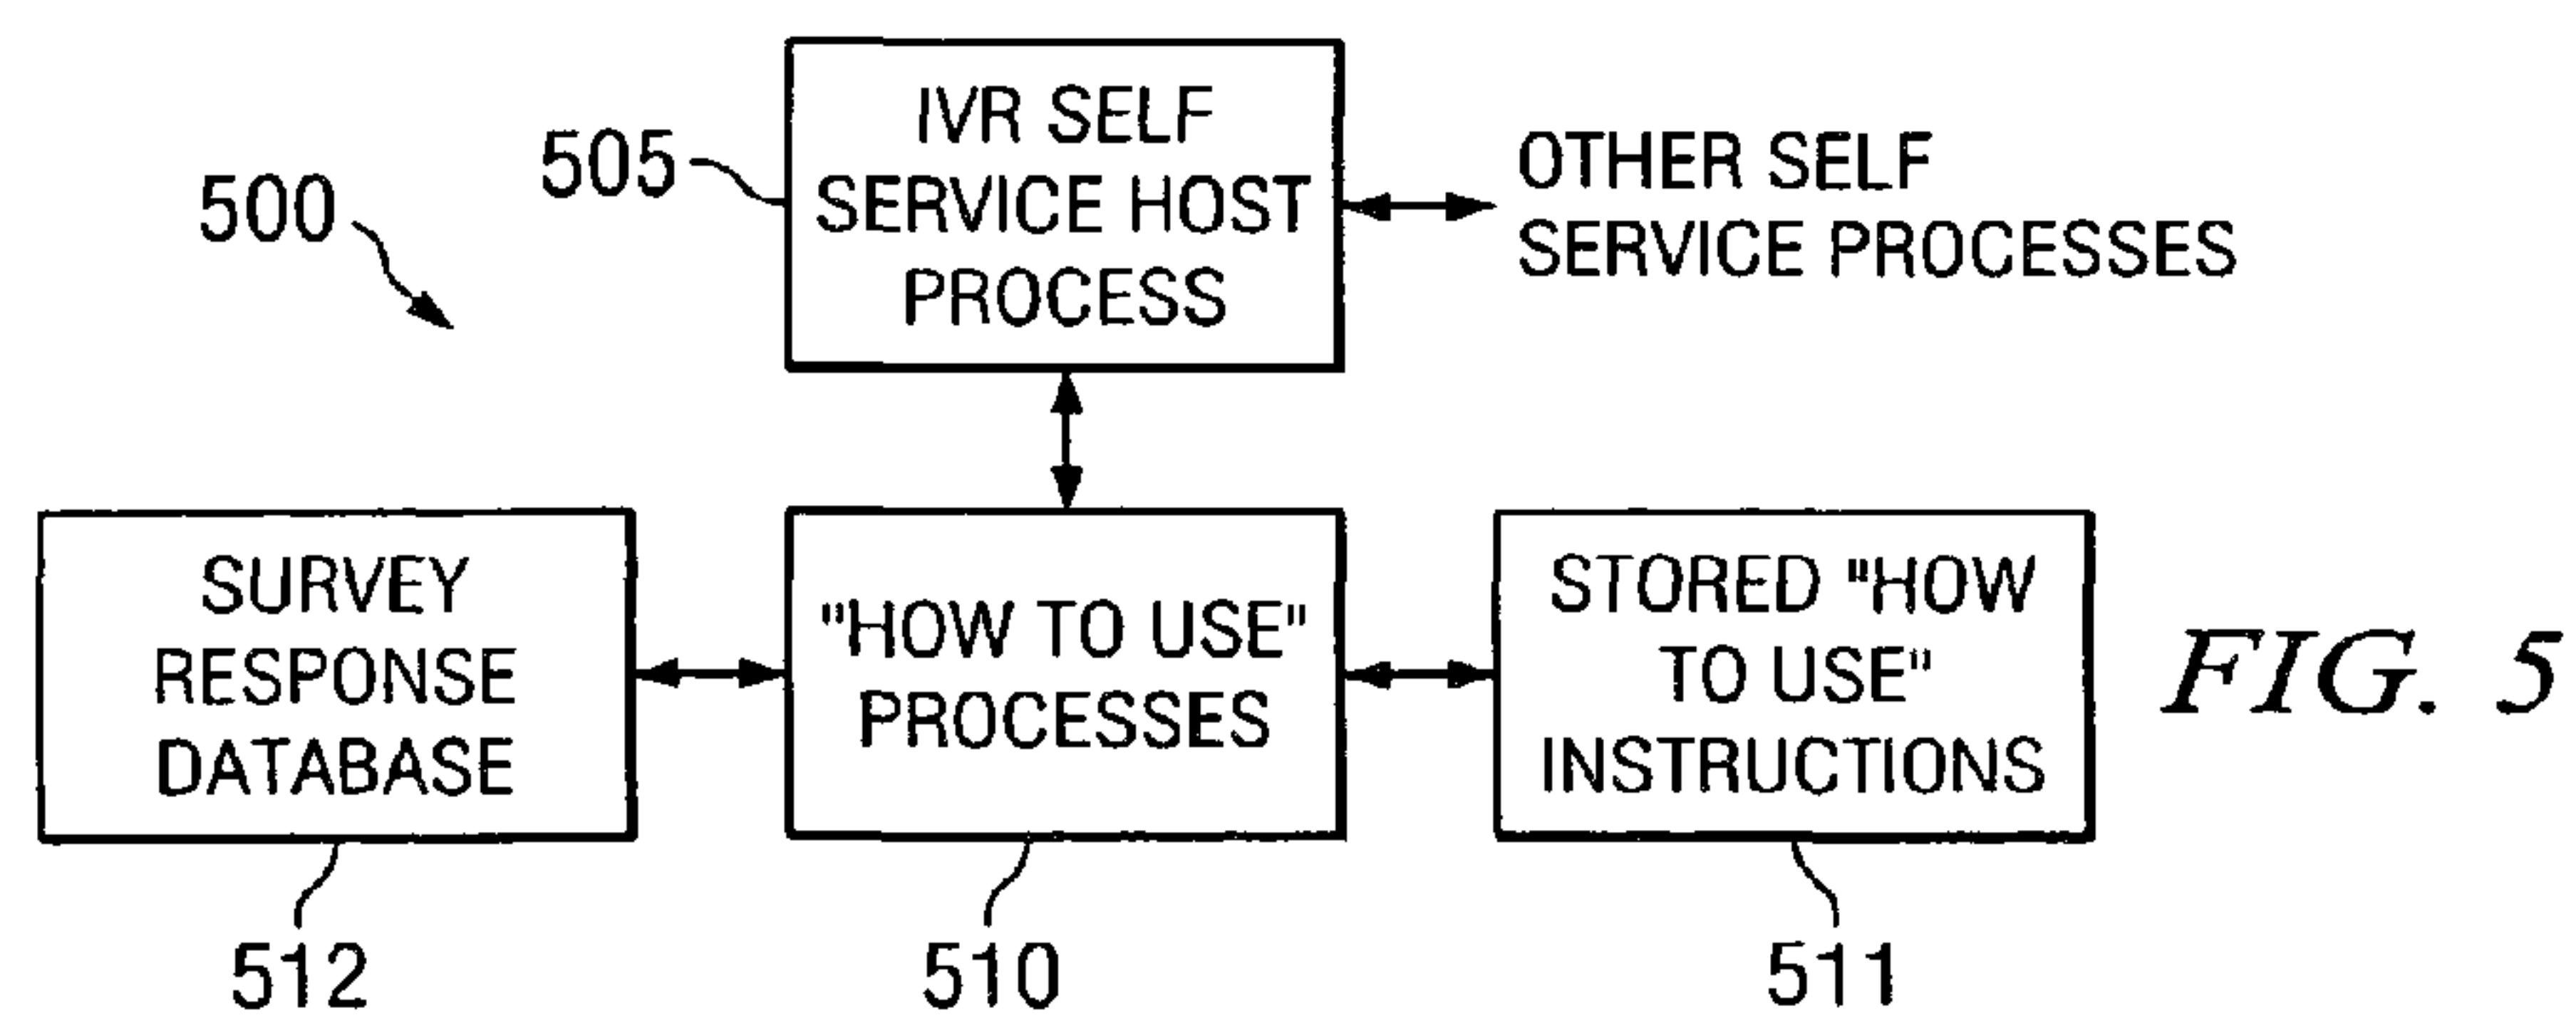 IVR SELF
SERVICE HOST
PROCESS
505
500
OTHER SELF
SERVICE PROCESSES
SURVEY
RESPONSE
DATABASE
"HOW TO USE"
PROCESSES
STORED "HOW
TO USE"
INSTRUCTIONS
FIG. 5
512
510
511